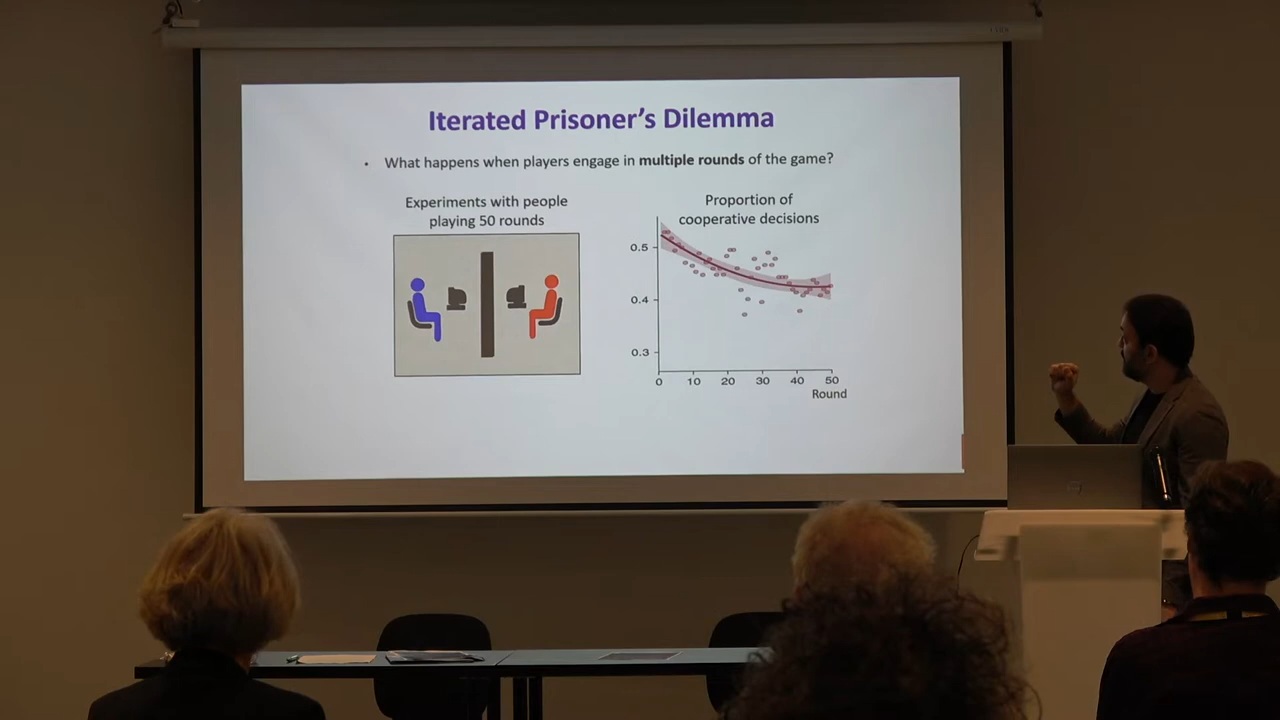 Iterated Prisoner's Dilemma
• What happens when players engage in multiple rounds of the game?
Experiments with people
playing 50 rounds
Proportion of
cooperative decisions
0.5
0.4
0.3
0 10 20 30 40 50
Round